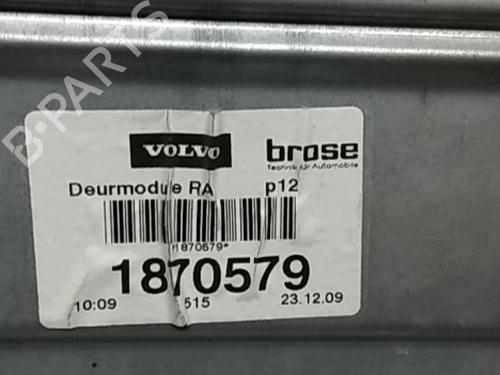 B-PARTS
VOLVO
brose
Technik für Automobile
Deurmodule RA p12
*1870579*
1870579
10:09 515 23.12.09